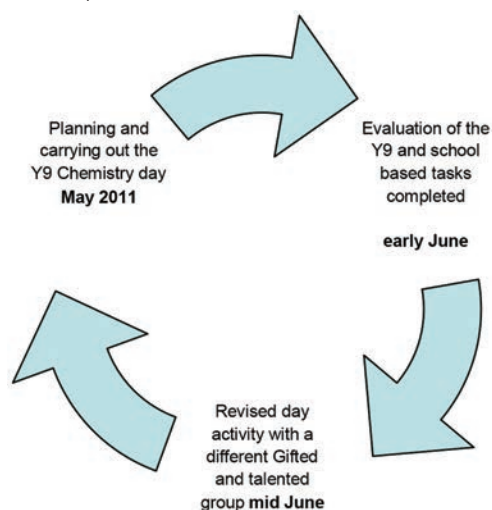 Planning and
carrying out the
Y9 Chemistry day
May 2011
Evaluation of the
Y9 and school
based tasks
completed
early June
Revised day
activity with a
different Gifted
and talented
group mid June